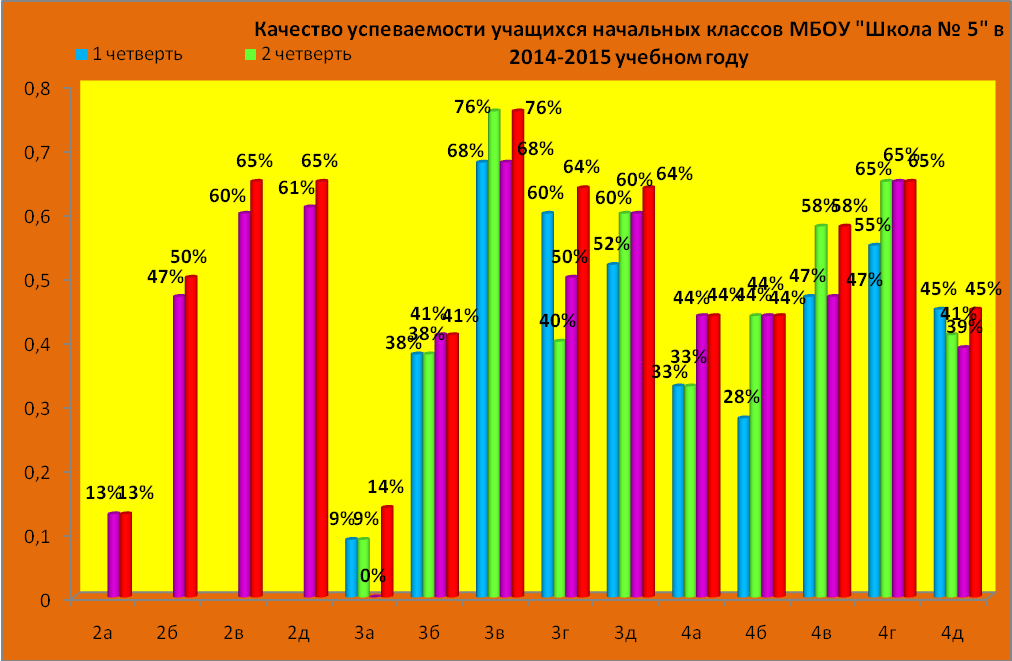 Качество успеваемости учащихся начальных классов МБОУ "Школа № 5" в
2014-2015 учебном году
1 четверть 2 четверть
0,8
0,7
0,6
0,5
0,4
0,3
0,2
0,1
0
13% 13%
47% 50%
60% 65%
61% 65%
9% 9% 0% 14%
38% 38% 41% 41%
68% 76% 68% 76%
60% 40% 50% 64%
52% 60% 60% 64%
33% 33% 44% 44%
28% 44% 44% 44%
47% 58% 47% 58%
55% 65% 65% 65%
45% 41% 39% 45%
2а 2б 2в 2д 3а 3б 3в 3г 3д 4а 4б 4в 4г 4д